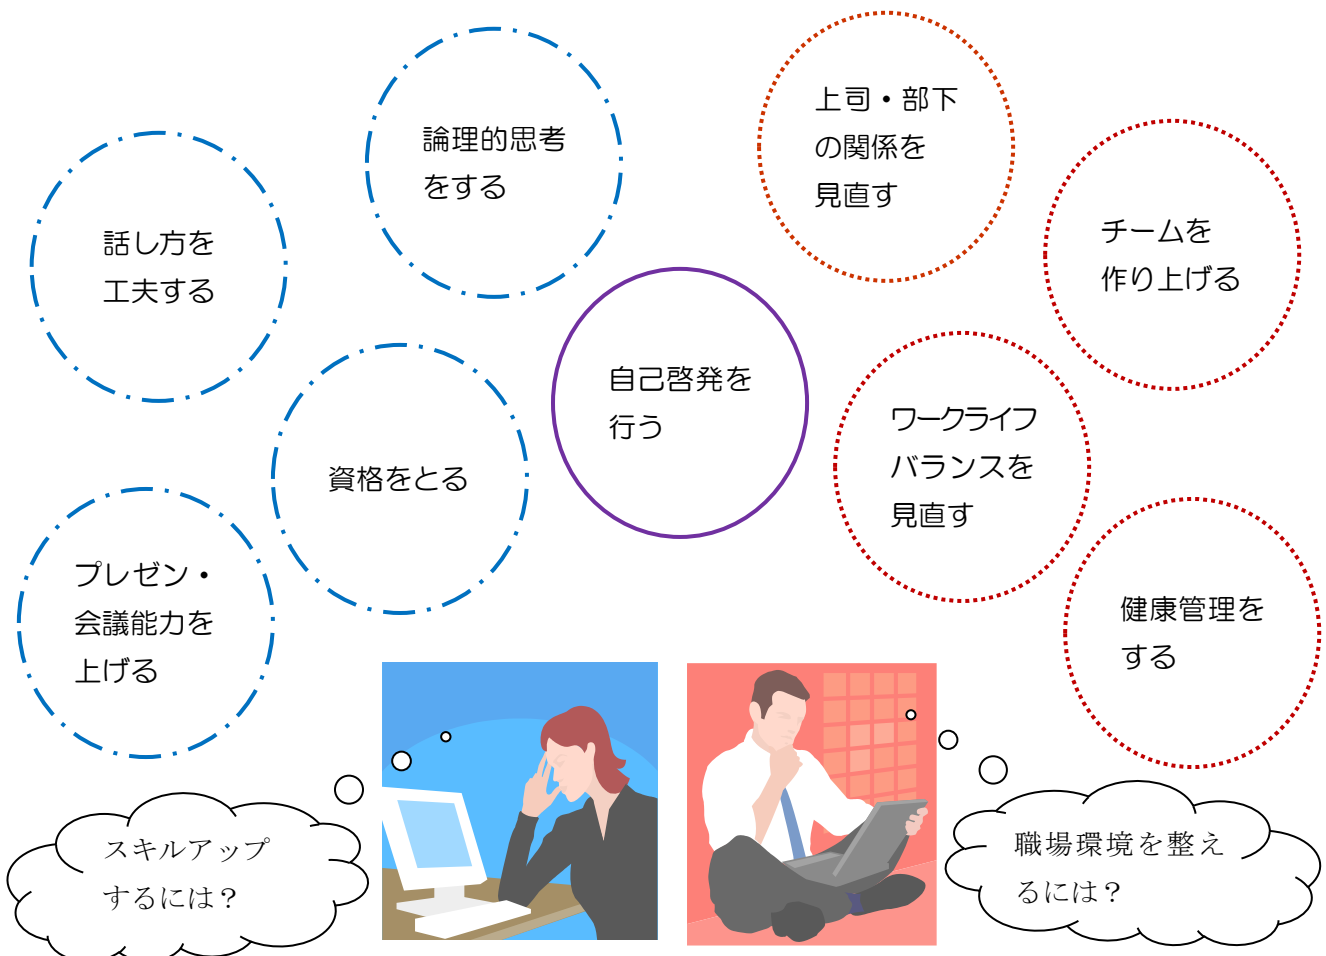 論理的思考
をする
上司・部下
の関係を
見直す
話し方を
工夫する
チームを
作り上げる
自己啓発を
行う
ワークライフ
バランスを
見直す
資格をとる
プレゼン・
会議能力を
上げる
健康管理を
する
スキルアップ
するには？
職場環境を整え
るには？